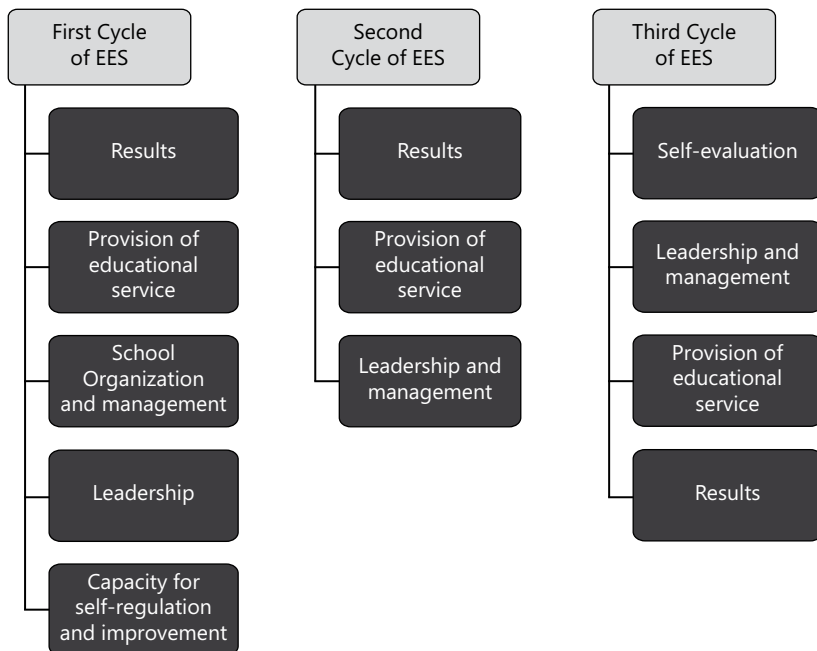 First Cycle
of EES
Results
Provision of
educational
service
School
Organization
and management
Leadership
Capacity for
self-regulation
and improvement
Second
Cycle of EES
Results
Provision of
educational
service
Leadership and
management
Third Cycle
of EES
Self-evaluation
Leadership and
management
Provision of
educational
service
Results